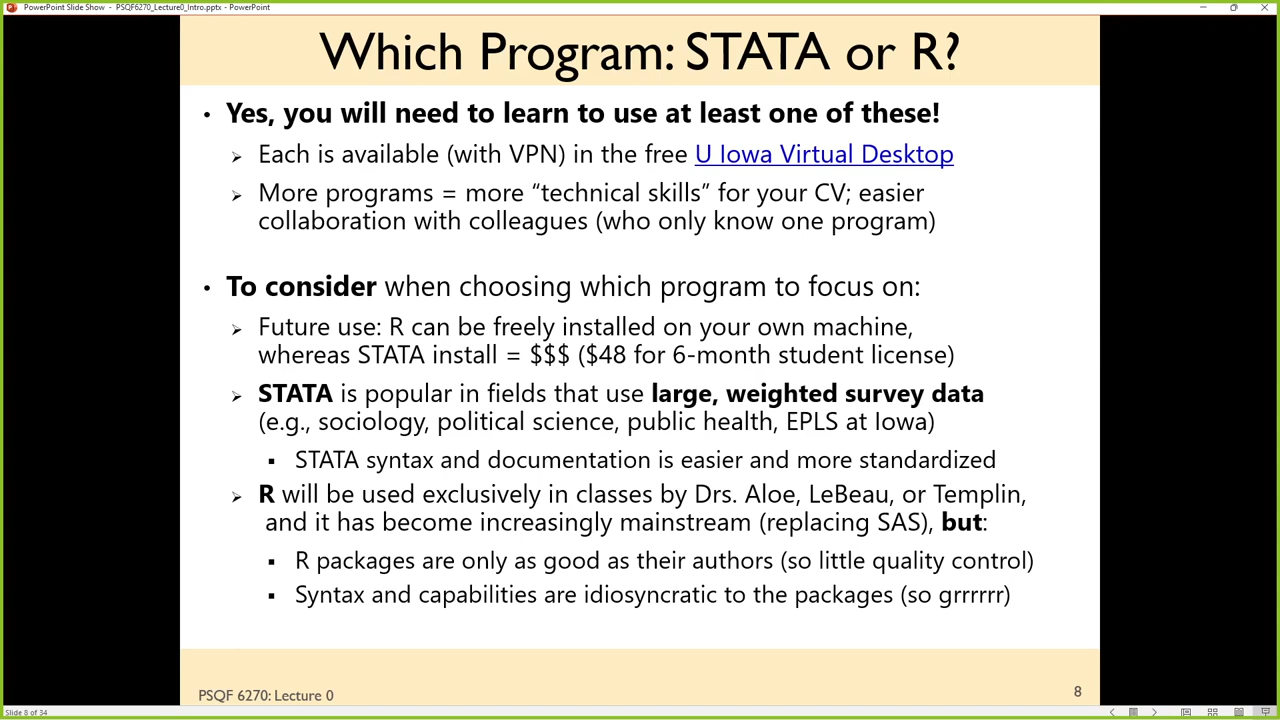 PowerPoint Slide Show - PSQF6270_Lecture0_Intro.pptx - PowerPoint
Which Program: STATA or R?
• Yes, you will need to learn to use at least one of these!
➢ Each is available (with VPN) in the free U Iowa Virtual Desktop
➢ More programs = more “technical skills” for your CV; easier
collaboration with colleagues (who only know one program)
• To consider when choosing which program to focus on:
➢ Future use: R can be freely installed on your own machine,
whereas STATA install = $$$ ($48 for 6-month student license)
➢ STATA is popular in fields that use large, weighted survey data
(e.g., sociology, political science, public health, EPLS at Iowa)
▪ STATA syntax and documentation is easier and more standardized
➢ R will be used exclusively in classes by Drs. Aloe, LeBeau, or Templin,
and it has become increasingly mainstream (replacing SAS), but:
▪ R packages are only as good as their authors (so little quality control)
▪ Syntax and capabilities are idiosyncratic to the packages (so grrrrrr)
PSQF 6270: Lecture 0
8
Slide 8 of 34